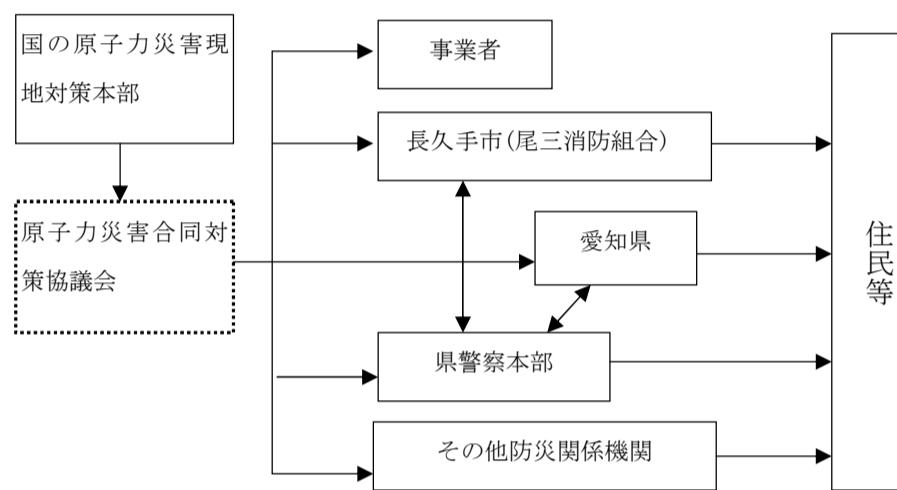 国の原子力災害現
地対策本部
原子力災害合同対
策協議会
事業者
長久手市(尾三消防組合)
愛知県
県警察本部
その他防災関係機関
住民等